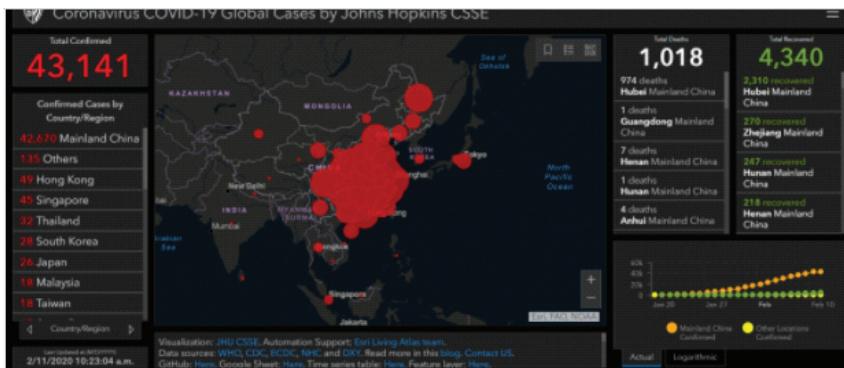 Coronavirus COVID-19 Global Cases by Johns Hopkins CSSE
Total Confirmed
43,141
Confirmed Cases by
Country/Region
42,670 Mainland China
135 Others
49 Hong Kong
45 Singapore
32 Thailand
28 South Korea
26 Japan
18 Malaysia
18 Taiwan
Country/Region
Last Updated at
2/11/2020 10:23:04 a.m.
KAZAKHSTAN
MONGOLIA
Sea of
Okhotsk
SOUTH
KOREA
Tokyo
New Delhi
INDIA
Mumbai
North
Pacific
Ocean
Sea
Singapore
Jakarta
+
−
Esri, FAO, NOAA
Visualization: JHU CSSE. Automation Support: Esri Living Atlas team.
Data sources: WHO, CDC, ECDC, NHC and DXY. Read more in this blog. Contact US.
GitHub: Here. Google Sheet: Here. Time series table: Here. Feature layer: Here.
Total Deaths
1,018
974 deaths
Hubei Mainland China
1 deaths
Guangdong Mainland
China
7 deaths
Henan Mainland China
1 deaths
Hunan Mainland China
4 deaths
Anhui Mainland China
Total Recovered
4,340
2,310 recovered
Hubei Mainland
China
270 recovered
Zhejiang Mainland
China
247 recovered
Hunan Mainland
China
218 recovered
Henan Mainland
China
60k
40k
20k
0
Jan 20
Jan 27
Feb
Feb 10
Mainland China
Confirmed
Other Locations
Confirmed
Actual
Logarithmic